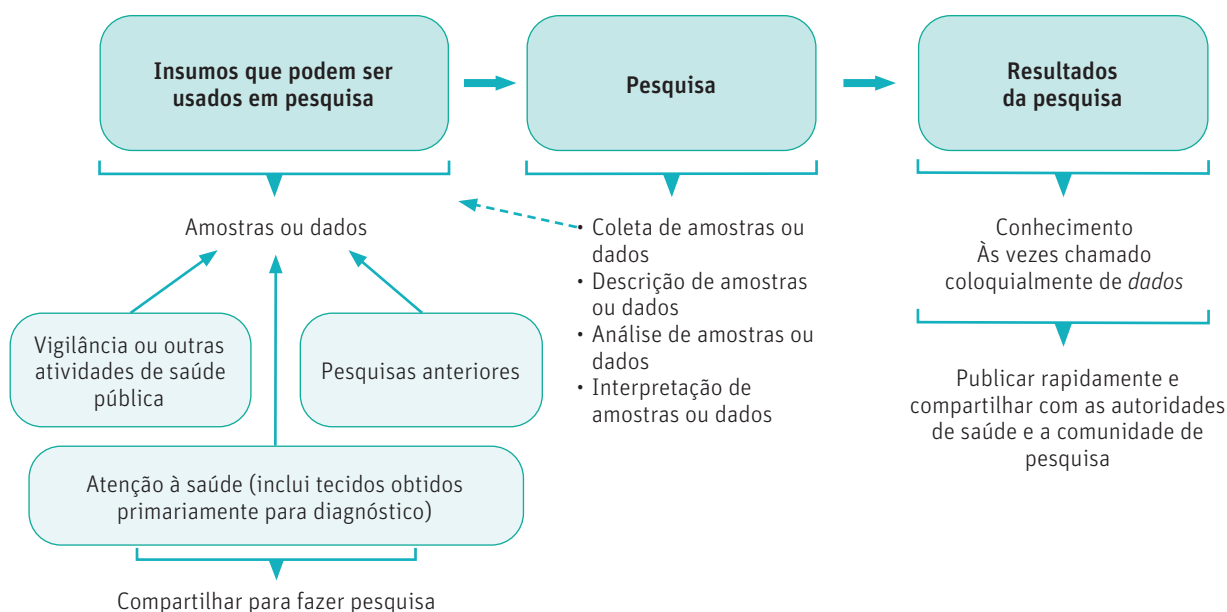 Insumos que podem ser
usados em pesquisa
Pesquisa
Resultados
da pesquisa
Amostras ou dados
Vigilância ou outras
atividades de saúde
pública
Pesquisas anteriores
Atenção à saúde (inclui tecidos obtidos
primariamente para diagnóstico)
Compartilhar para fazer pesquisa
• Coleta de amostras ou
dados
• Descrição de amostras
ou dados
• Análise de amostras ou
dados
• Interpretação de
amostras ou dados
Conhecimento
Às vezes chamado
coloquialmente de dados
Publicar rapidamente e
compartilhar com as autoridades
de saúde e a comunidade de
pesquisa